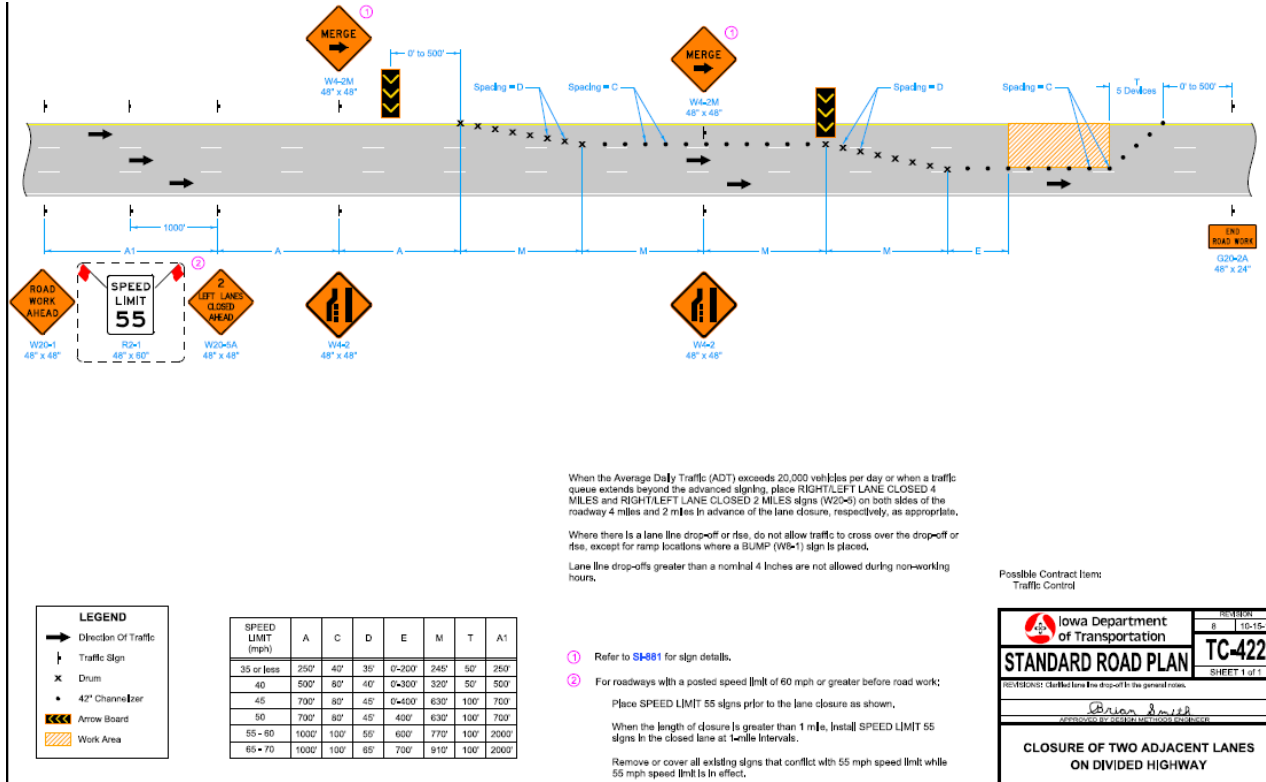 1
MERGE
W4-2M
48" x 48"
0' to 500'
Spacing = D
Spacing = C
1
MERGE
W4-2M
48" x 48"
Spacing = D
Spacing = C
T
5 Devices
0' to 500'
1000'
A1
A
A
M
M
M
M
E
ROAD
WORK
AHEAD
W20-1
48" x 48"
SPEED
LIMIT
55
R2-1
48" x 60"
2
2
LEFT LANES
CLOSED
AHEAD
W20-5A
48" x 48"
W4-2
48" x 48"
W4-2
48" x 48"
END
ROAD WORK
G20-2A
48" x 24"
When the Average Daily Traffic (ADT) exceeds 20,000 vehicles per day or when a traffic
queue extends beyond the advanced signing, place RIGHT/LEFT LANE CLOSED 4
MILES and RIGHT/LEFT LANE CLOSED 2 MILES signs (W20-5) on both sides of the
roadway 4 miles and 2 miles in advance of the lane closure, respectively, as appropriate.
Where there is a lane line drop-off or rise, do not allow traffic to cross over the drop-off or
rise, except for ramp locations where a BUMP (W8-1) sign is placed.
Lane line drop-offs greater than a nominal 4 inches are not allowed during non-working
hours.
Possible Contract Item:
Traffic Control
LEGEND
Direction Of Traffic
Traffic Sign
Drum
42" Channelizer
Arrow Board
Work Area
SPEED LIMIT (mph) A C D E M T A1
35 or less 250' 40' 35' 0'-200' 245' 50' 250'
40 500' 80' 40' 0'-300' 320' 50' 500'
45 700' 80' 45' 0'-400' 630' 100' 700'
50 700' 80' 45' 400' 630' 100' 700'
55 - 60 1000' 100' 55' 600' 770' 100' 2000'
65 - 70 1000' 100' 65' 700' 910' 100' 2000'
1 Refer to SI-881 for sign details.
2 For roadways with a posted speed limit of 60 mph or greater before road work:
Place SPEED LIMIT 55 signs prior to the lane closure as shown.
When the length of closure is greater than 1 mile, install SPEED LIMIT 55
signs in the closed lane at 1-mile intervals.
Remove or cover all existing signs that conflict with 55 mph speed limit while
55 mph speed limit is in effect.
Iowa Department
of Transportation
REVISION
8 10-15-
STANDARD ROAD PLAN
TC-422
SHEET 1 of 1
REVISIONS: Clarified lane line drop-off in the general notes.
Brian Smith
APPROVED BY DESIGN METHODS ENGINEER
CLOSURE OF TWO ADJACENT LANES
ON DIVIDED HIGHWAY